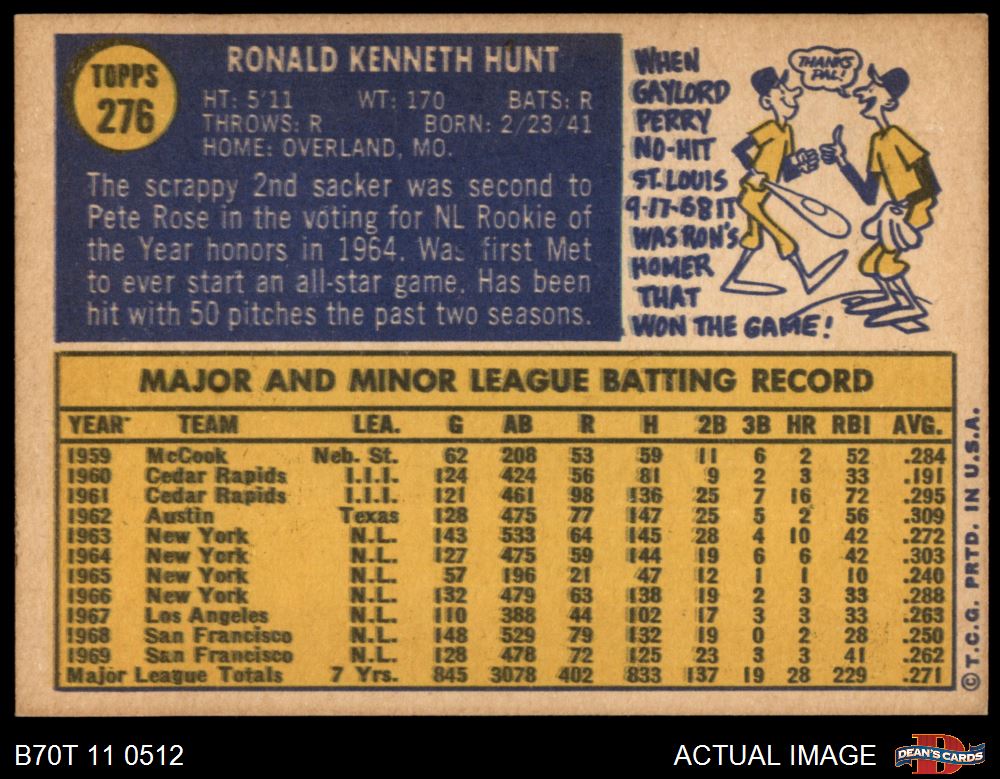 TOPPS
276
RONALD KENNETH HUNT
HT: 5'11 WT: 170 BATS: R
THROWS: R BORN: 2/23/41
HOME: OVERLAND, MO.
The scrappy 2nd sacker was second to
Pete Rose in the voting for NL Rookie of
the Year honors in 1964. Was first Met
to ever start an all-star game. Has been
hit with 50 pitches the past two seasons.
WHEN
GAYLORD
PERRY
NO-HIT
ST. LOUIS
9-17-68 IT
WAS RON'S
HOMER
THAT
WON THE GAME!
THANKS
PAL!
MAJOR AND MINOR LEAGUE BATTING RECORD
YEAR TEAM LEA. G AB R H 2B 3B HR RBI AVG.
1959 McCook Neb. St. 62 208 53 59 11 6 2 52 .284
1960 Cedar Rapids I.I.I. 124 424 56 81 9 2 3 33 .191
1961 Cedar Rapids I.I.I. 121 461 98 136 25 7 16 72 .295
1962 Austin Texas 128 475 77 147 25 5 2 56 .309
1963 New York N.L. 143 533 64 145 28 4 10 42 .272
1964 New York N.L. 127 475 59 144 19 6 6 42 .303
1965 New York N.L. 57 196 21 47 12 1 1 10 .240
1966 New York N.L. 132 479 63 138 19 2 3 33 .288
1967 Los Angeles N.L. 110 388 44 102 17 3 3 33 .263
1968 San Francisco N.L. 148 529 79 132 19 0 2 28 .250
1969 San Francisco N.L. 128 478 72 125 23 3 3 41 .262
Major League Totals 7 Yrs. 845 3078 402 833 137 19 28 229 .271
© T.C.G. PRTD. IN U.S.A.
B70T 11 0512
ACTUAL IMAGE
D
DEAN'S CARDS